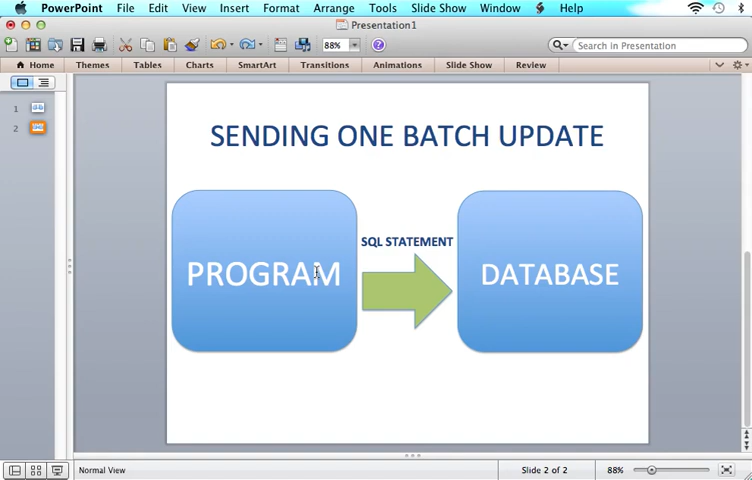 PowerPoint File Edit View Insert Format Arrange Tools Slide Show Window Help
Presentation1
88% Search in Presentation
Home Themes Tables Charts SmartArt Transitions Animations Slide Show Review
1
2
SENDING ONE BATCH UPDATE
PROGRAM
SQL STATEMENT
DATABASE
Normal View Slide 2 of 2 88%